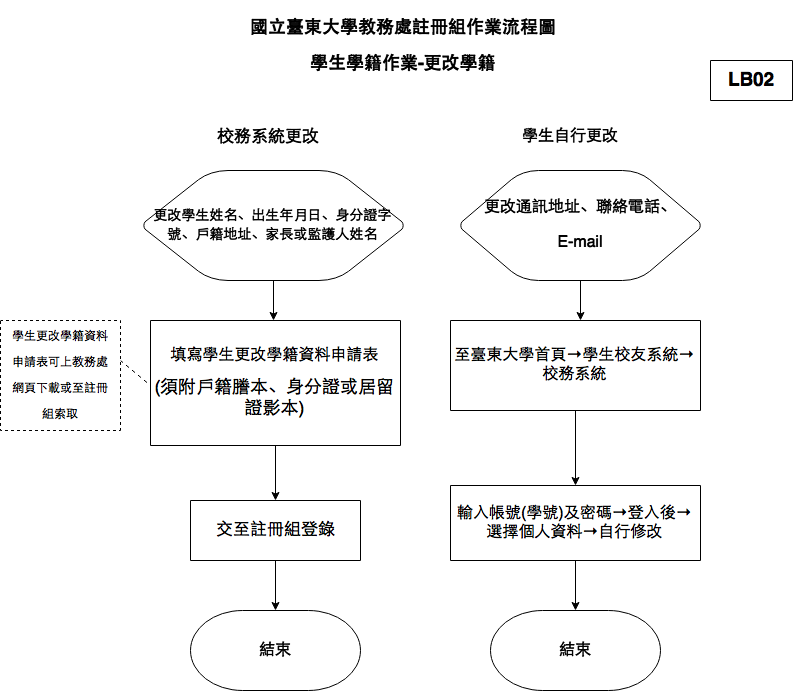 國立臺東大學教務處註冊組作業流程圖
學生學籍作業-更改學籍
LB02
校務系統更改
更改學生姓名、出生年月日、身分證字
號、戶籍地址、家長或監護人姓名
學生更改學籍資料
申請表可上教務處
網頁下載或至註冊
組索取
填寫學生更改學籍資料申請表
(須附戶籍謄本、身分證或居留
證影本)
交至註冊組登錄
結束
學生自行更改
更改通訊地址、聯絡電話、
E-mail
至臺東大學首頁→學生校友系統→
校務系統
輸入帳號(學號)及密碼→登入後→
選擇個人資料→自行修改
結束